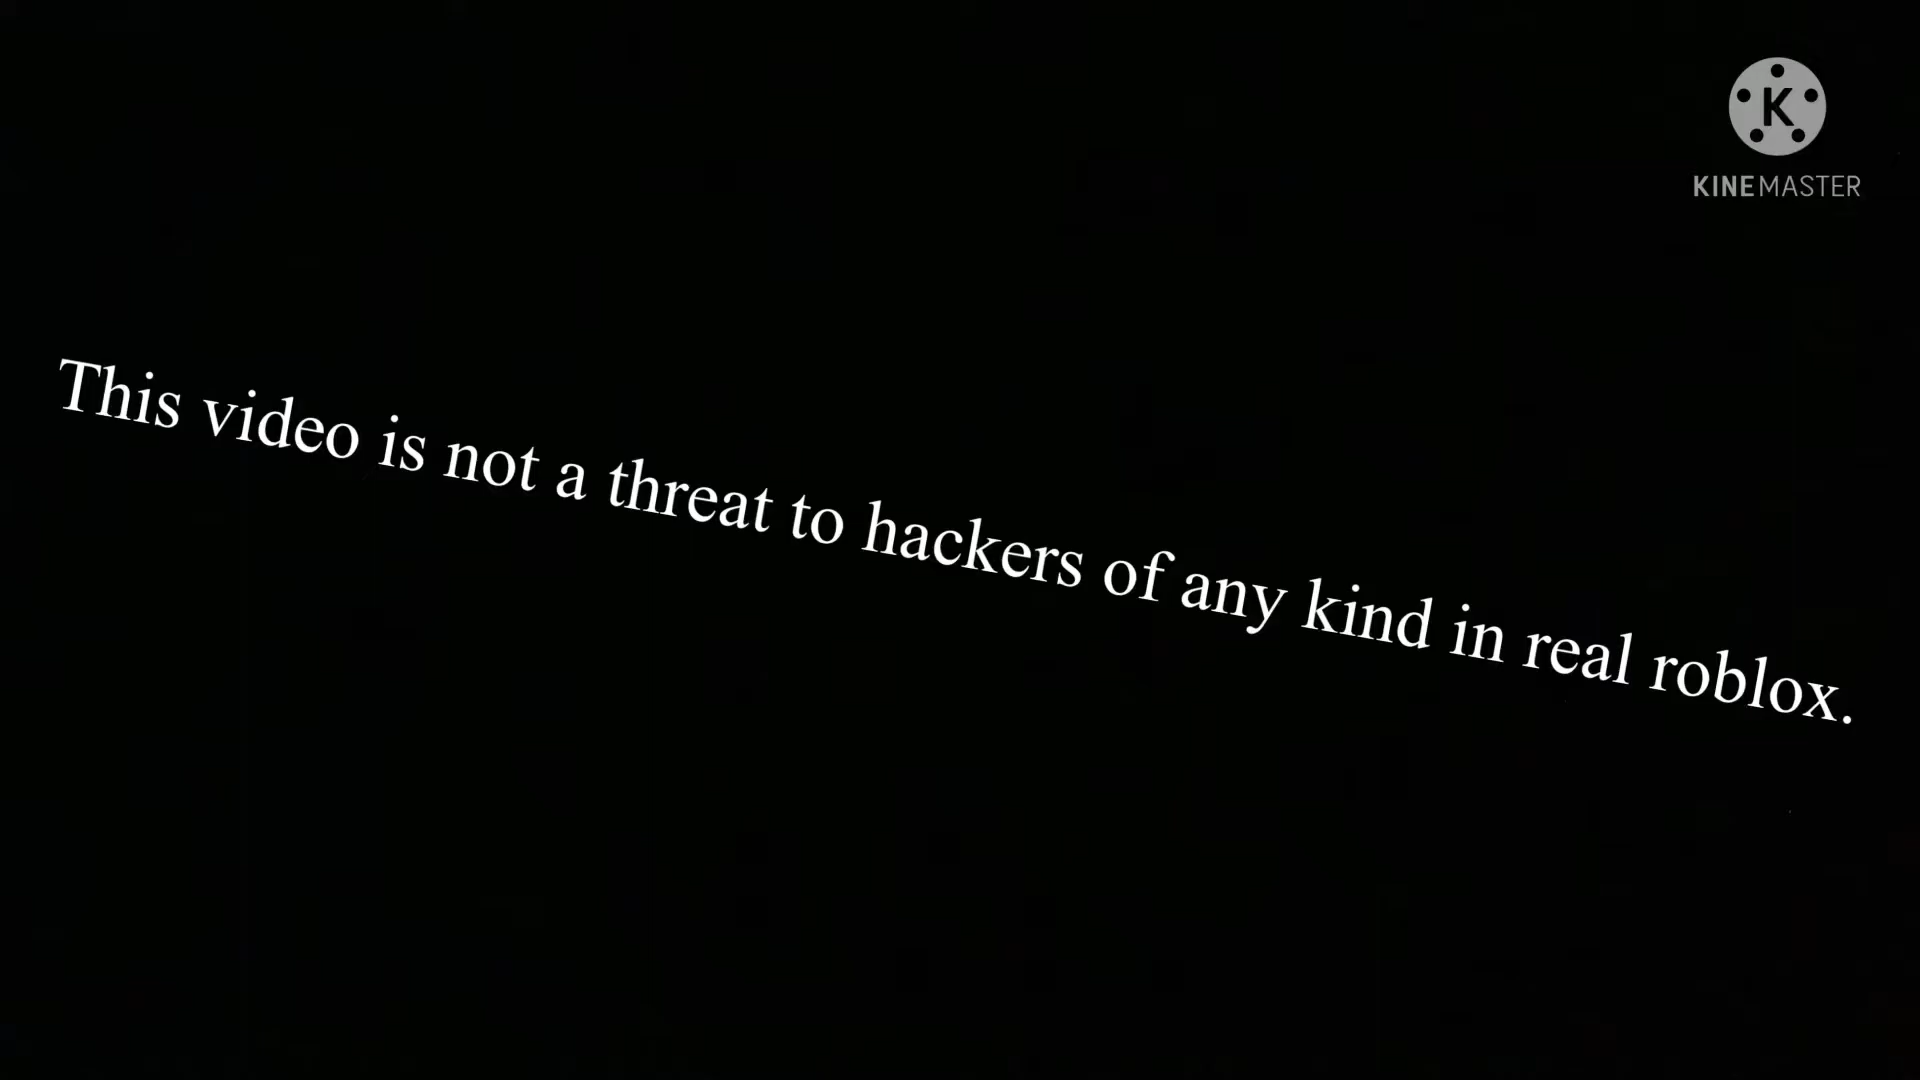 K
KINEMASTER
This video is not a threat to hackers of any kind in real roblox.